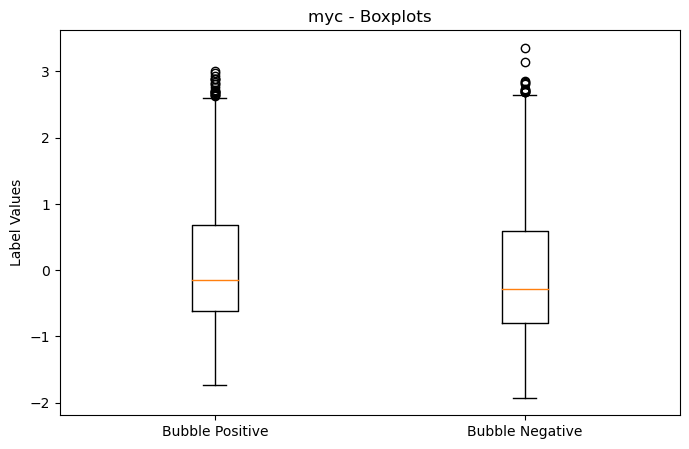 myc - Boxplots
Label Values
3
2
1
0
−1
−2
Bubble Positive
Bubble Negative